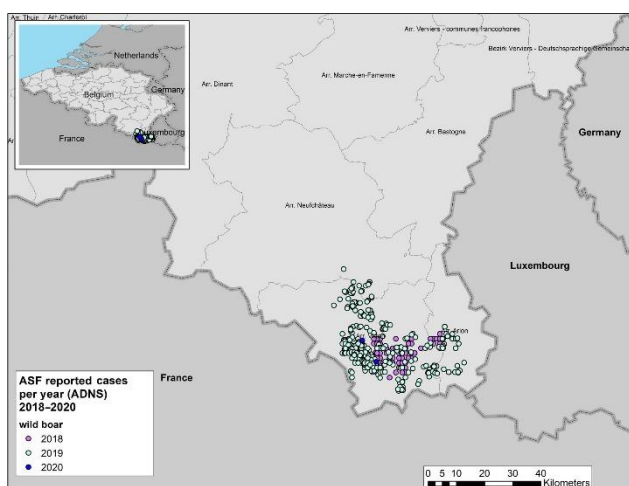 Arr. Thuin
Arr. Charleroi
Arr. Verviers - communes francophones
Bezirk Verviers - Deutschsprachige Gemeinschaft
Netherlands
Germany
Belgium
Luxembourg
France
Arr. Dinant
Arr. Marche-en-Famenne
Arr. Bastogne
Germany
Arr. Neufchâteau
Luxembourg
Arlon
France
ASF reported cases
per year (ADNS)
2018–2020
wild boar
2018
2019
2020
0 5 10 20 30 40
Kilometers